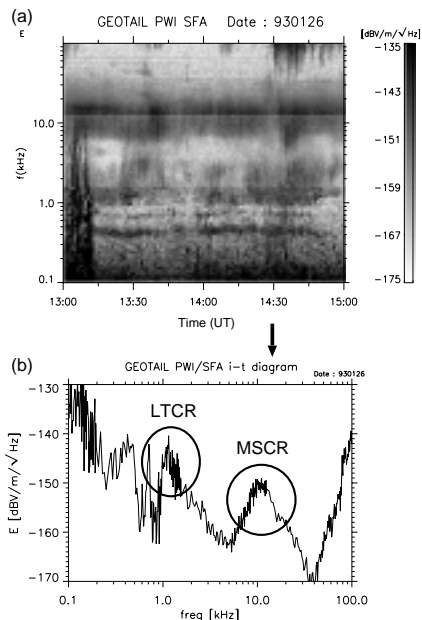 (a)
GEOTAIL PWI SFA Date : 930126
E
[dBV/m/√Hz]
f(kHz)
10.0
1.0
0.1
-135
-143
-151
-159
-167
-175
13:00 13:30 14:00 14:30 15:00
Time (UT)
(b)
GEOTAIL PWI/SFA i-t diagram
Date : 930126
E [dBV/m/√Hz]
-130
-140
-150
-160
-170
LTCR
MSCR
0.1 1.0 10.0 100.0
freq [kHz]